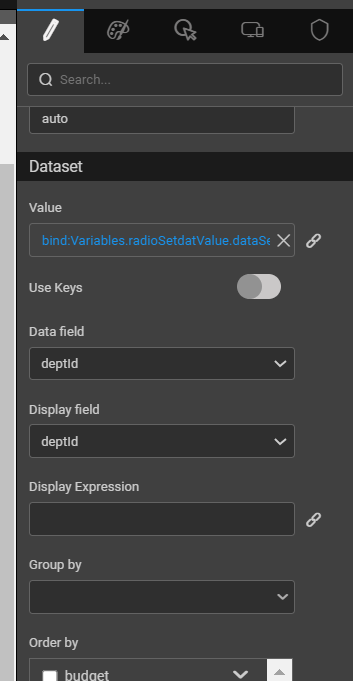 Search...
auto
Dataset
Value
bind:Variables.radioSetdatValue.dataSe
Use Keys
Data field
deptId
Display field
deptId
Display Expression
Group by
Order by
budget